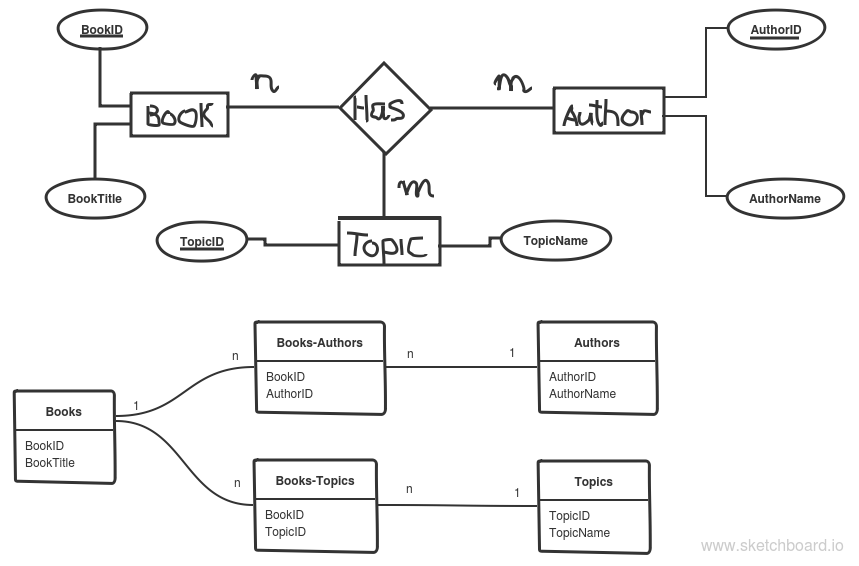 BookID
AuthorID
n
m
BOOK
Has
Author
BookTitle
AuthorName
m
TopicID
Topic
TopicName
Books-Authors
BookID
AuthorID
Authors
AuthorID
AuthorName
n
n
1
Books
BookID
BookTitle
1
n
n
1
Books-Topics
BookID
TopicID
Topics
TopicID
TopicName
www.sketchboard.io